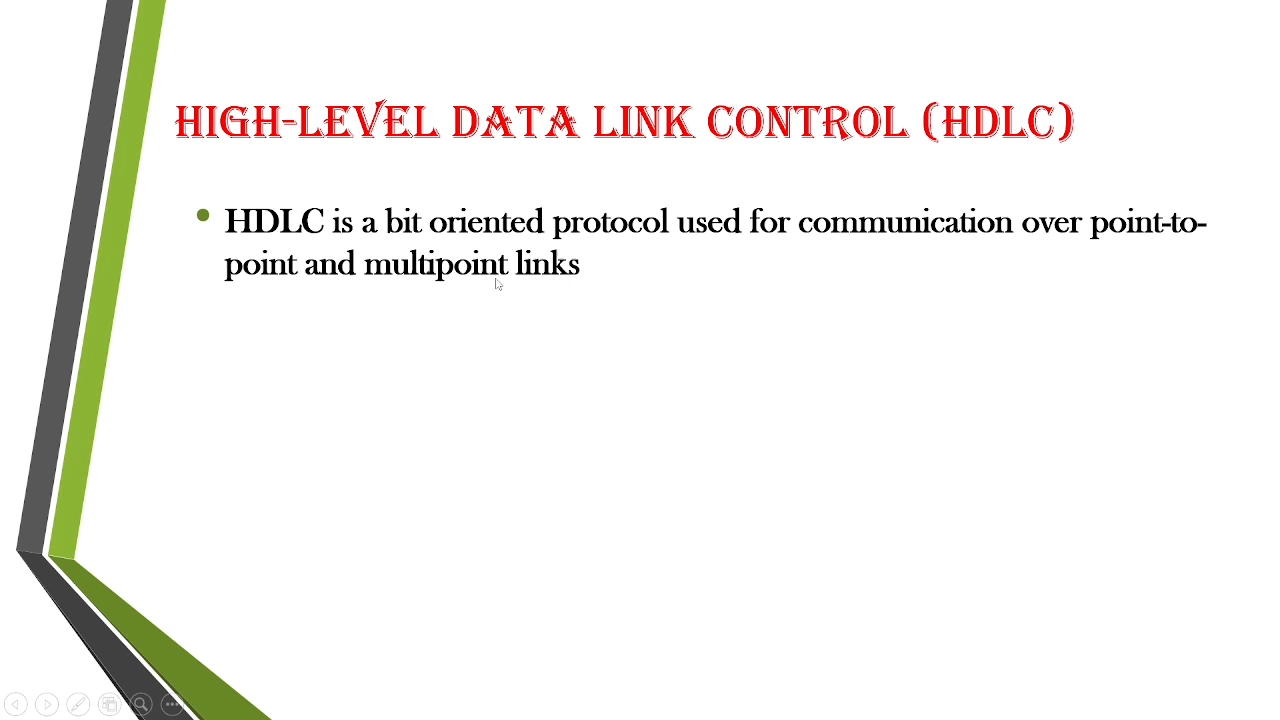 HIGH-LEVEL DATA LINK CONTROL (HDLC)
• HDLC is a bit oriented protocol used for communication over point-to-
point and multipoint links